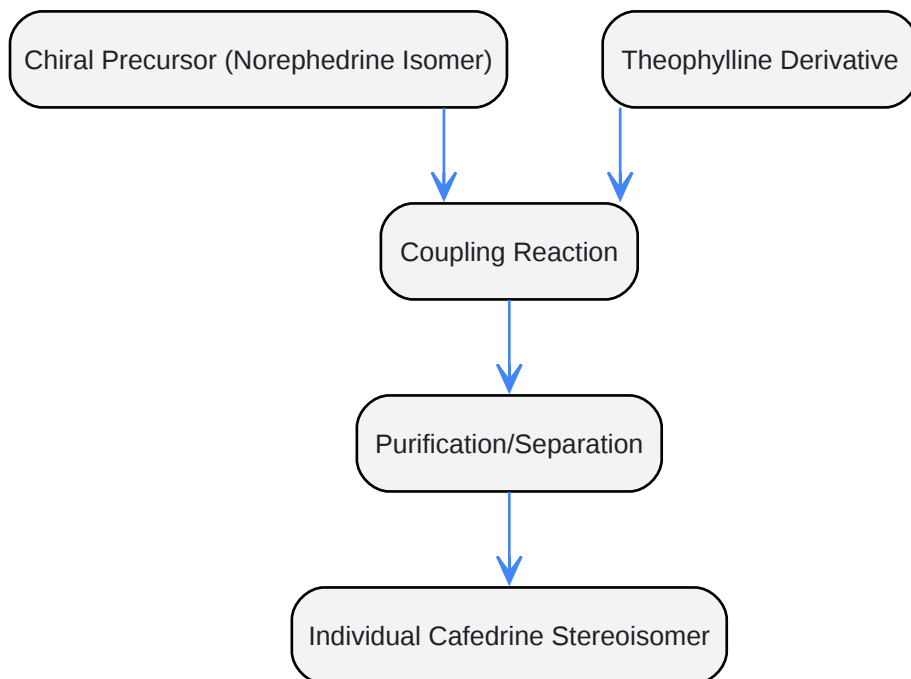 Chiral Precursor (Norephedrine Isomer)
Theophylline Derivative
Coupling Reaction
Purification/Separation
Individual Cafedrine Stereoisomer